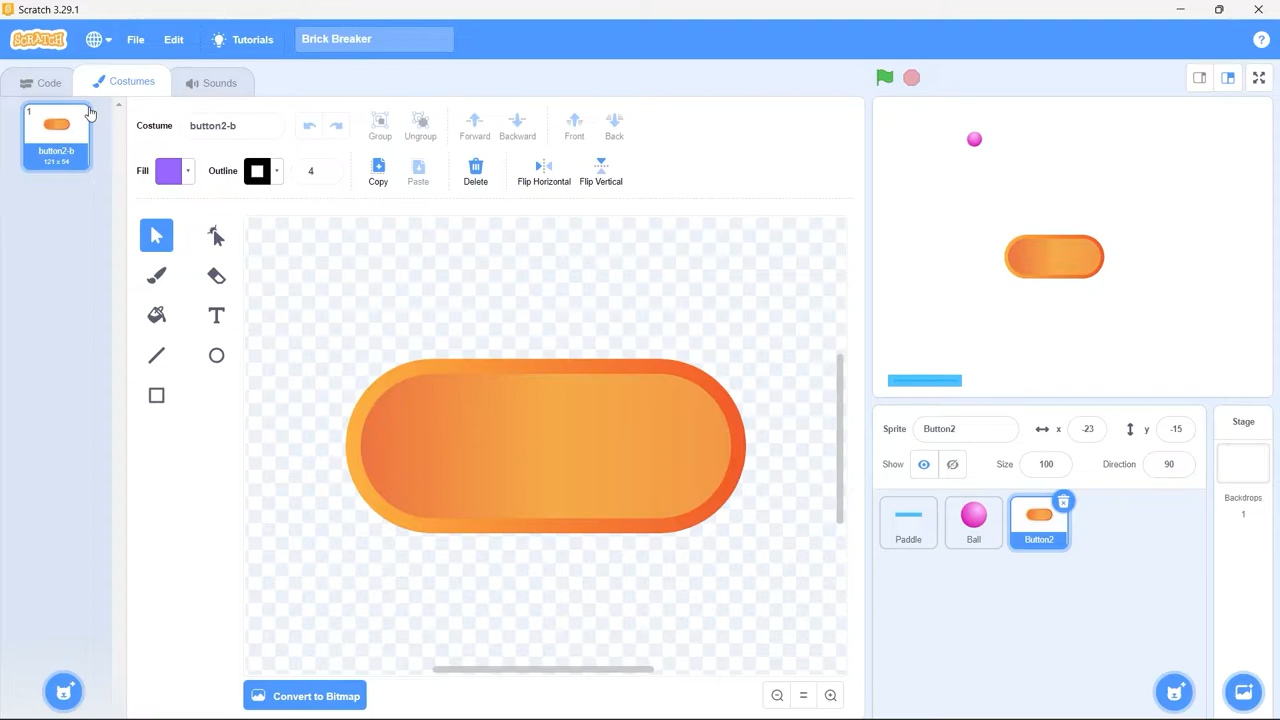 Scratch 3.29.1
SCRATCH
File
Edit
Tutorials
Brick Breaker
?
Code
Costumes
Sounds
1
button2-b
121 x 54
Costume
button2-b
Group
Ungroup
Forward
Backward
Front
Back
Fill
Outline
4
Copy
Paste
Delete
Flip Horizontal
Flip Vertical
T
Convert to Bitmap
Sprite
Button2
x
-23
y
-15
Show
Size
100
Direction
90
Paddle
Ball
Button2
Stage
Backdrops
1